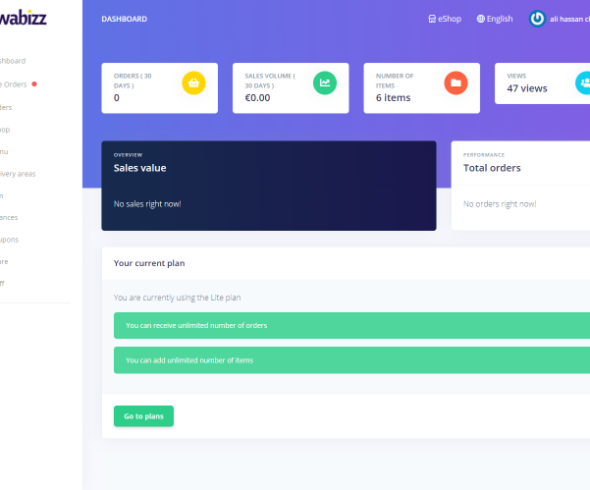 wabizz
DASHBOARD
eShop
English
ali hassan
ORDERS ( 30
DAYS )
0
SALES VOLUME (
30 DAYS )
€0.00
NUMBER OF
ITEMS
6 items
VIEWS
47 views
shboard
Orders
ders
op
nu
ivery areas
n
ances
upons
are
ff
OVERVIEW
Sales value
No sales right now!
PERFORMANCE
Total orders
No orders right now!
Your current plan
You are currently using the Lite plan
You can receive unlimited number of orders
You can add unlimited number of items
Go to plans